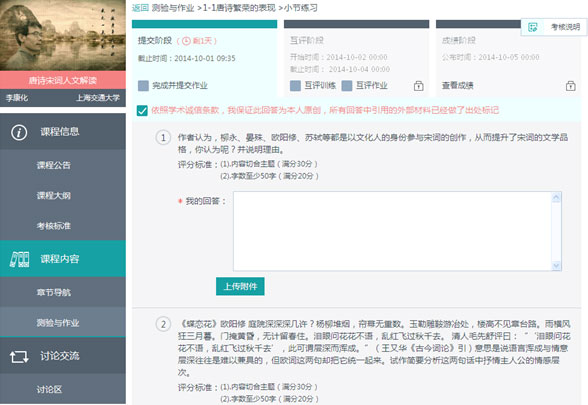 返回 测验与作业 >1-1唐诗繁荣的表现 >小节练习
唐诗宋词人文解读
李康化 上海交通大学
课程信息
课程公告
课程大纲
考核标准
课程内容
章节导航
测验与作业
讨论交流
讨论区
考核说明
提交阶段 （剩1天）
截止时间：2014-10-01 09:35
完成并提交作业
互评阶段
开始时间：2014-10-02 00:00
截止时间：2014-10-04 00:00
互评训练 互评作业
成绩阶段
公布时间：2014-10-05 00:00
查看成绩
依照学术诚信条款，我保证此回答为本人原创，所有回答中引用的外部材料已经做了出处标记
1 作者认为，柳永、晏殊、欧阳修、苏轼等都是以文化人的身份参与宋词的创作，从而提升了宋词的文学品
格，你认为呢？并说明理由。
评分标准：(1).内容切合主题（满分30分）
(2).字数至少50字（满分20分）
* 我的回答：
上传附件
2 《蝶恋花》欧阳修 庭院深深深几许？杨柳堆烟，帘幕无重数。玉勒雕鞍游冶处，楼高不见章台路。雨横风
狂三月暮。门掩黄昏，无计留春住。泪眼问花花不语，乱红飞过秋千去。 清人毛先舒评曰：“‘泪眼问花
花不语，乱红飞过秋千去’，此可谓层深而浑成。”（ 王又华《古今词论》引）意思是说语言浑成与情意
层深往往是难以兼具的，但欧词这两句却把它统一起来。试作简要分析这两句话中抒情主人公的情感层
次。
评分标准：(1).内容切合主题（满分30分）
(2).字数至少50字（满分20分）